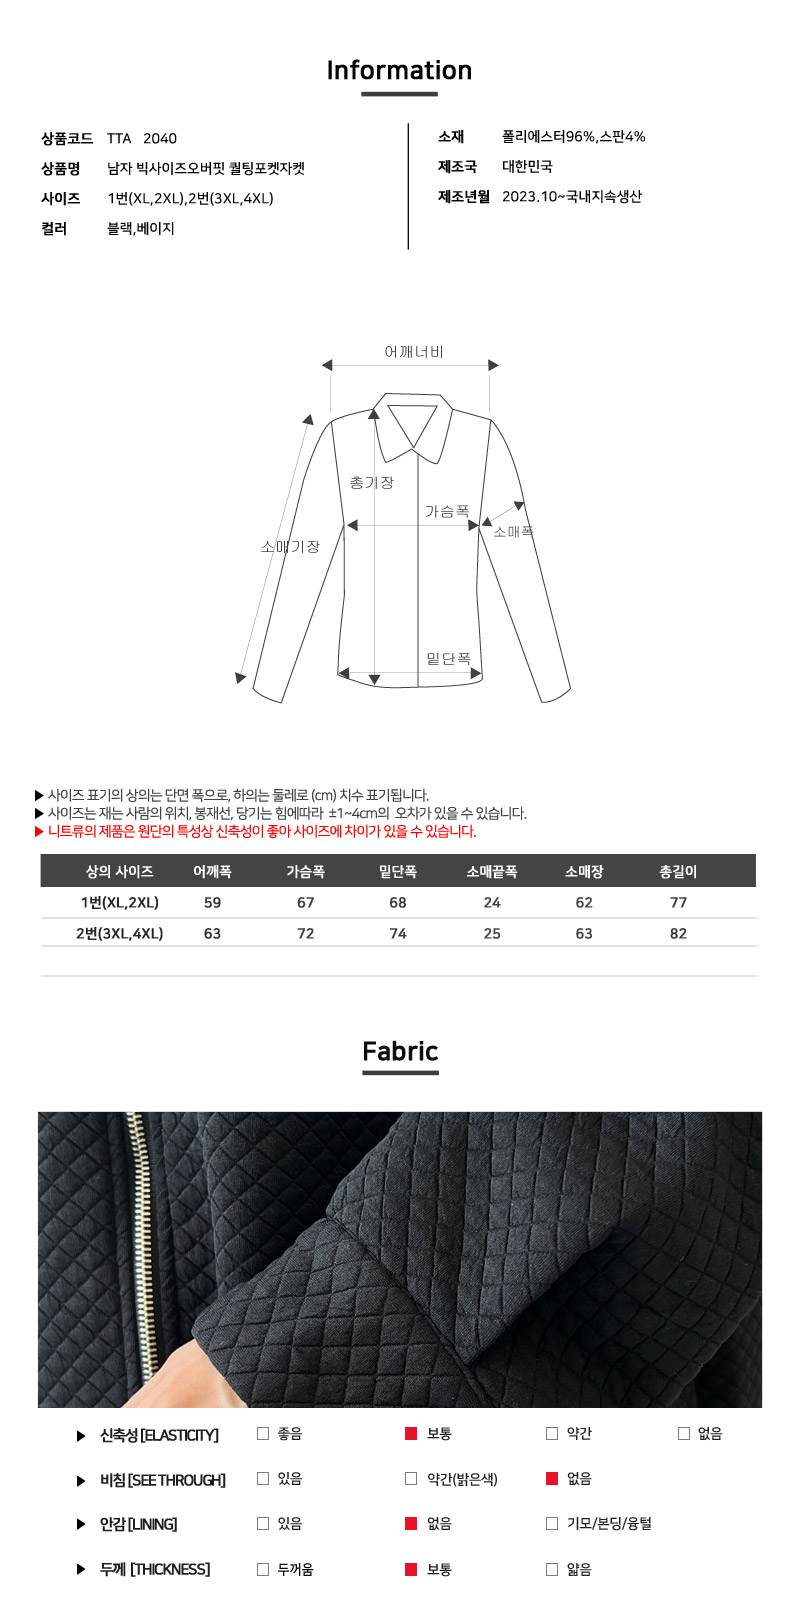 Information
상품코드 TTA 2040
상품명 남자 빅사이즈오버핏 퀄팅포켓자켓
사이즈 1번(XL,2XL),2번(3XL,4XL)
컬러 블랙,베이지
소재 폴리에스터96%,스판4%
제조국 대한민국
제조년월 2023.10~국내지속생산
어깨너비
총기장
가슴폭
소매폭
소매기장
밑단폭
▶ 사이즈 표기의 상의는 단면 폭으로, 하의는 둘레로 (cm) 치수 표기됩니다.
▶ 사이즈는 재는 사람의 위치, 봉재선, 당기는 힘에따라 ±1~4cm의 오차가 있을 수 있습니다.
▶ 니트류의 제품은 원단의 특성상 신축성이 좋아 사이즈에 차이가 있을 수 있습니다.
상의 사이즈 어깨폭 가슴폭 밑단폭 소매끝폭 소매장 총길이
1번(XL,2XL) 59 67 68 24 62 77
2번(3XL,4XL) 63 72 74 25 63 82
Fabric
▶ 신축성 [ELASTICITY] □ 좋음 ■ 보통 □ 약간 □ 없음
▶ 비침 [SEE THROUGH] □ 있음 □ 약간(밝은색) ■ 없음
▶ 안감 [LINING] □ 있음 ■ 없음 □ 기모/본딩/융털
▶ 두께 [THICKNESS] □ 두꺼움 ■ 보통 □ 얇음